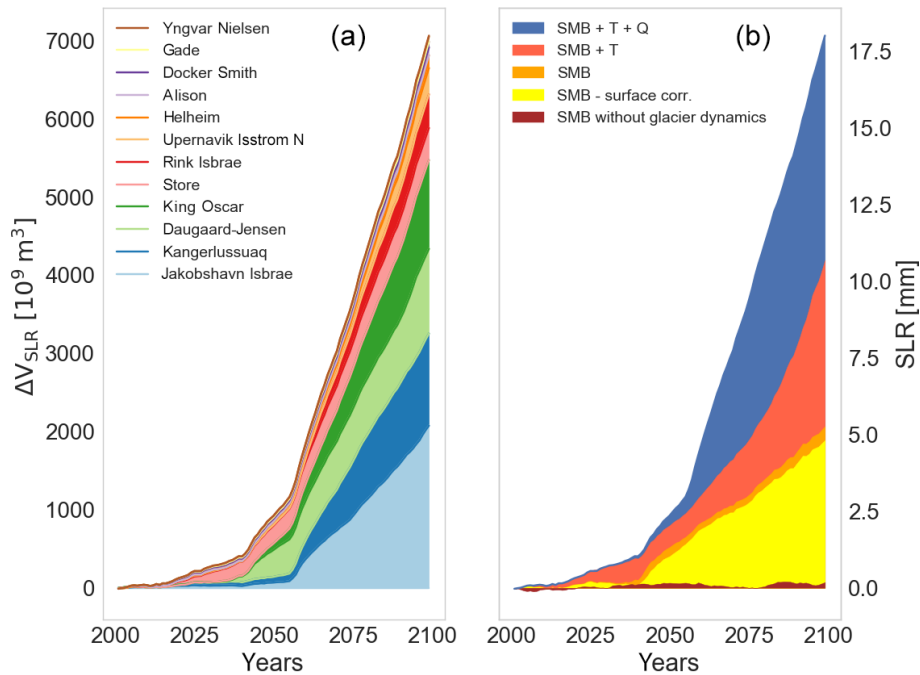 (a)
Yngvar Nielsen
Gade
Docker Smith
Alison
Helheim
Upernavik Isstrom N
Rink Isbrae
Store
King Oscar
Daugaard-Jensen
Kangerlussuaq
Jakobshavn Isbrae
7000
6000
5000
4000
3000
2000
1000
0
ΔV_SLR [10^9 m^3]
2000 2025 2050 2075 2100
Years
(b)
SMB + T + Q
SMB + T
SMB
SMB - surface corr.
SMB without glacier dynamics
17.5
15.0
12.5
10.0
7.5
5.0
2.5
0.0
SLR [mm]
2000 2025 2050 2075 2100
Years